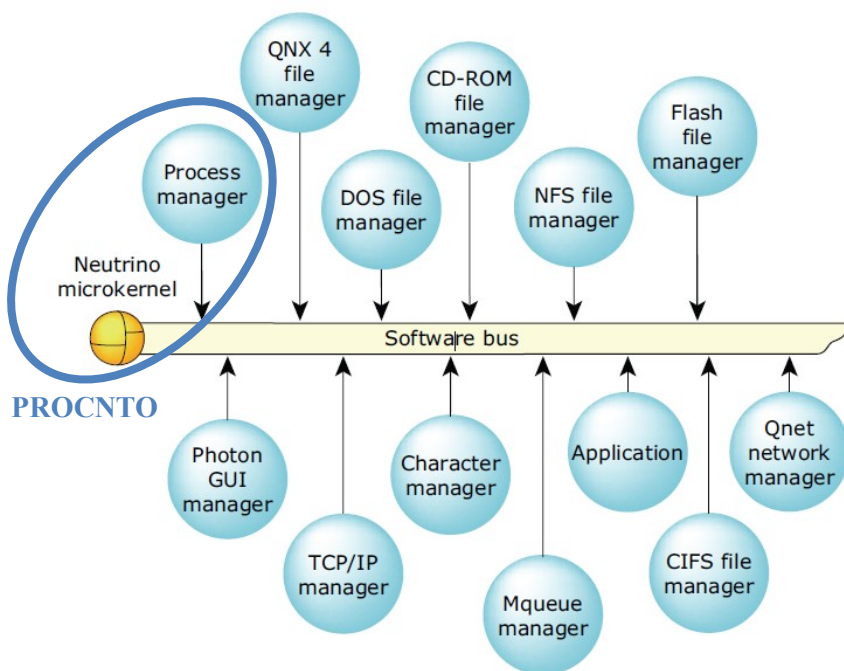 QNX 4
file
manager
CD-ROM
file
manager
Flash
file
manager
Process
manager
DOS file
manager
NFS file
manager
Neutrino
microkernel
Software bus
PROCNTO
Photon
GUI
manager
Character
manager
Application
Qnet
network
manager
TCP/IP
manager
Mqueue
manager
CIFS file
manager